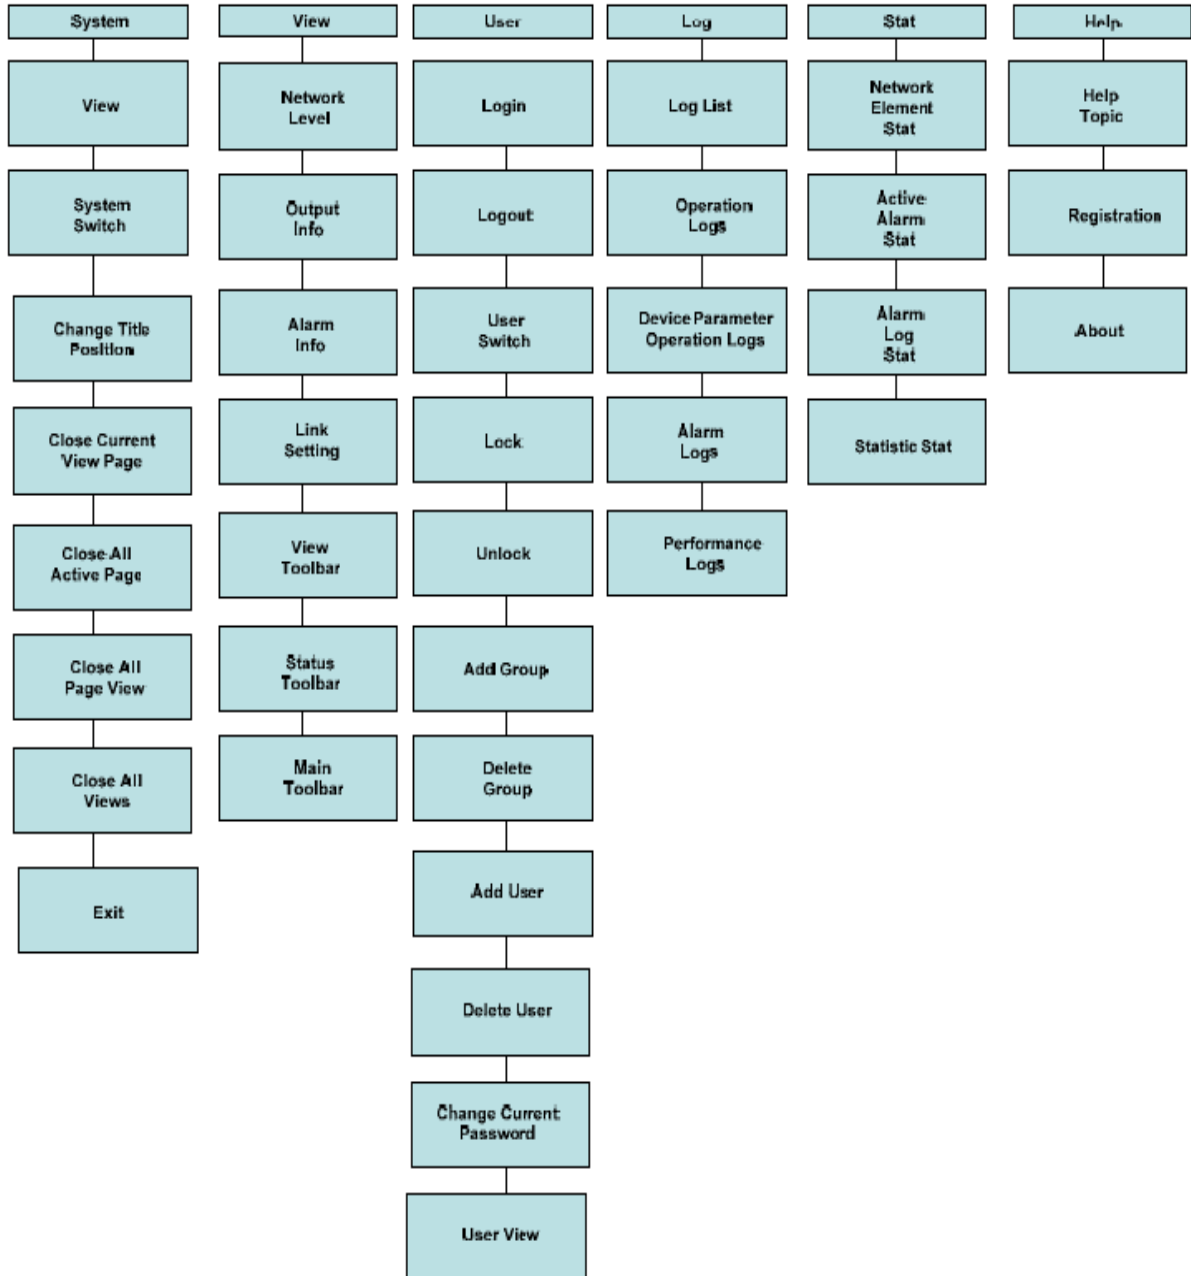 System
View
System
Switch
Change Title
Position
Close Current
View Page
Close All
Active Page
Close All
Page View
Close All
Views
Exit
View
Network
Level
Output
Info
Alarm
Info
Link
Setting
View
Toolbar
Status
Toolbar
Main
Toolbar
User
Login
Logout
User
Switch
Lock
Unlock
Add Group
Delete
Group
Add User
Delete User
Change Current
Password
User View
Log
Log List
Operation
Logs
Device Parameter
Operation Logs
Alarm
Logs
Performance
Logs
Stat
Network
Element
Stat
Active
Alarm
Stat
Alarm
Log
Stat
Statistic Stat
Help
Help
Topic
Registration
About